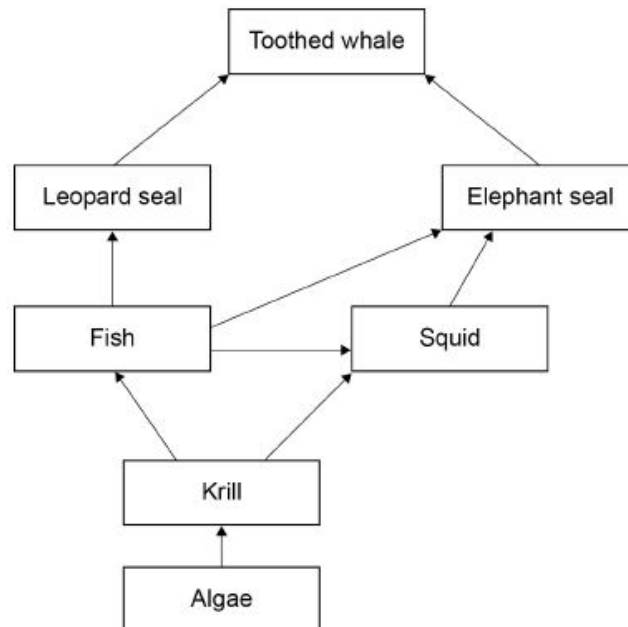 Toothed whale
Leopard seal
Elephant seal
Fish
Squid
Krill
Algae